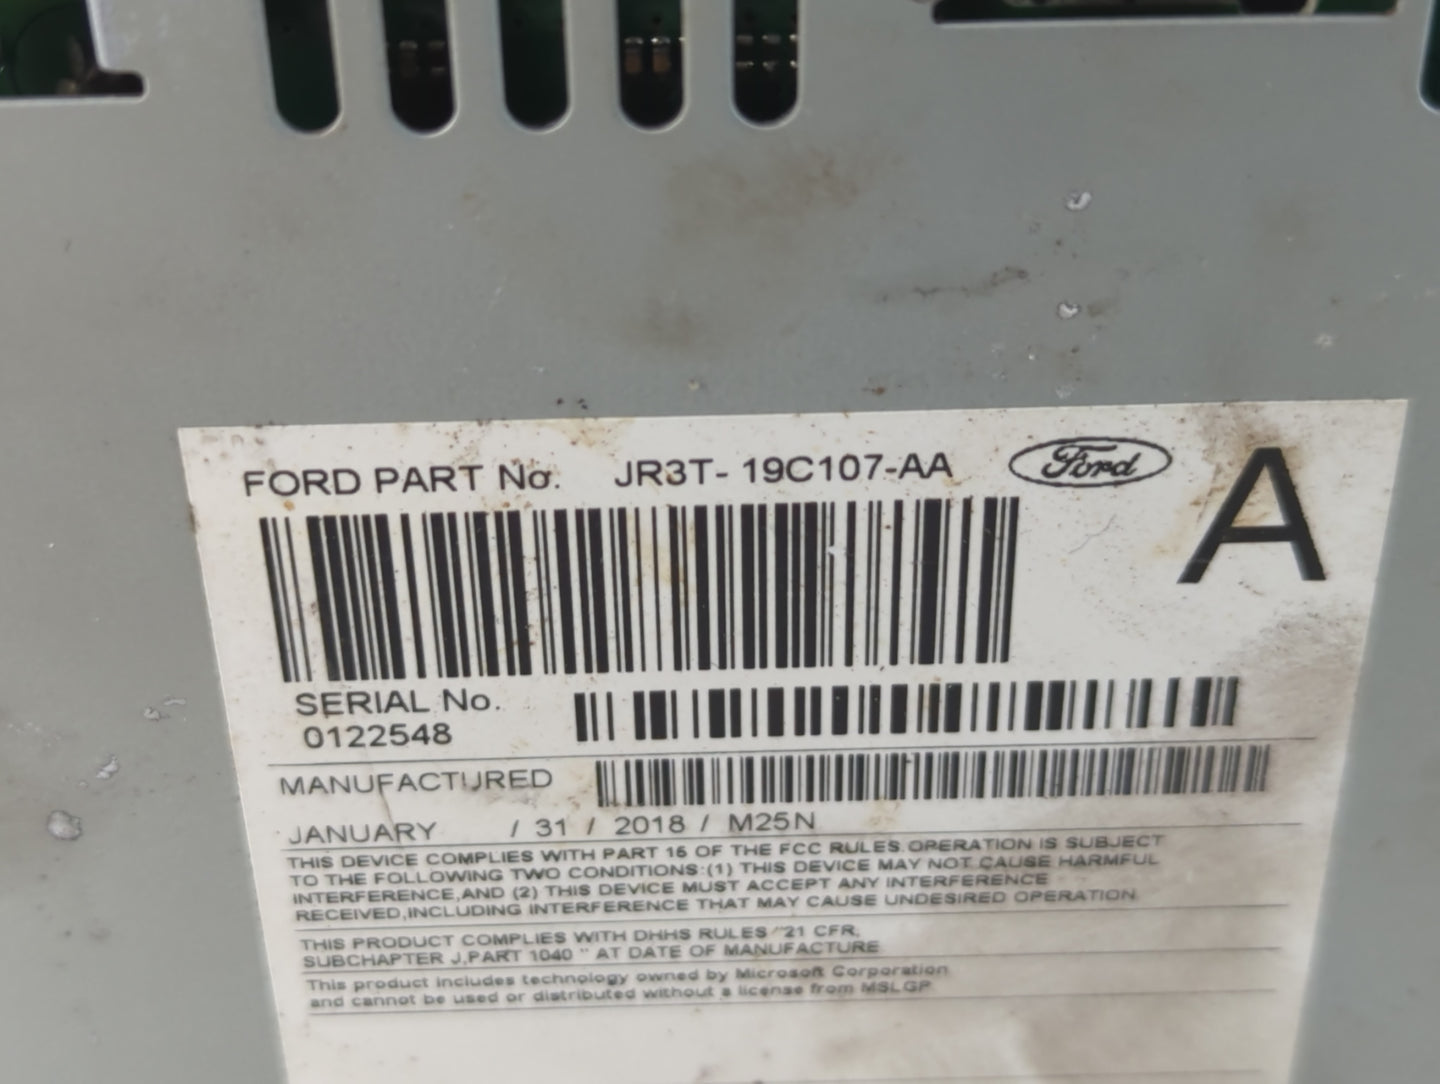 FORD PART No. JR3T-19C107-AA Ford A
SERIAL No.
0122548
MANUFACTURED
JANUARY / 31 / 2018 / M25N
THIS DEVICE COMPLIES WITH PART 15 OF THE FCC RULES.OPERATION IS SUBJECT
TO THE FOLLOWING TWO CONDITIONS:(1) THIS DEVICE MAY NOT CAUSE HARMFUL
INTERFERENCE,AND (2) THIS DEVICE MUST ACCEPT ANY INTERFERENCE
RECEIVED,INCLUDING INTERFERENCE THAT MAY CAUSE UNDESIRED OPERATION.
THIS PRODUCT COMPLIES WITH DHHS RULES "21 CFR,
SUBCHAPTER J,PART 1040 " AT DATE OF MANUFACTURE
This product includes technology owned by Microsoft Corporation
and cannot be used or distributed without a license from MSLGP